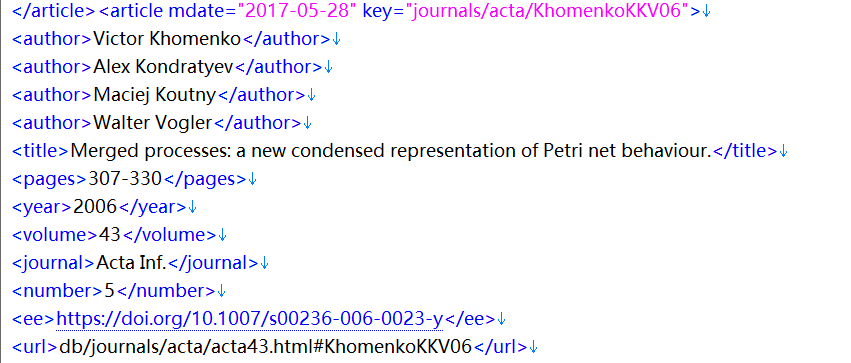 </article><article mdate="2017-05-28" key="journals/acta/KhomenkoKKV06">↓
<author>Victor Khomenko</author>↓
<author>Alex Kondratyev</author>↓
<author>Maciej Koutny</author>↓
<author>Walter Vogler</author>↓
<title>Merged processes: a new condensed representation of Petri net behaviour.</title>↓
<pages>307-330</pages>↓
<year>2006</year>↓
<volume>43</volume>↓
<journal>Acta Inf.</journal>↓
<number>5</number>↓
<ee>https://doi.org/10.1007/s00236-006-0023-y</ee>↓
<url>db/journals/acta/acta43.html#KhomenkoKKV06</url>↓